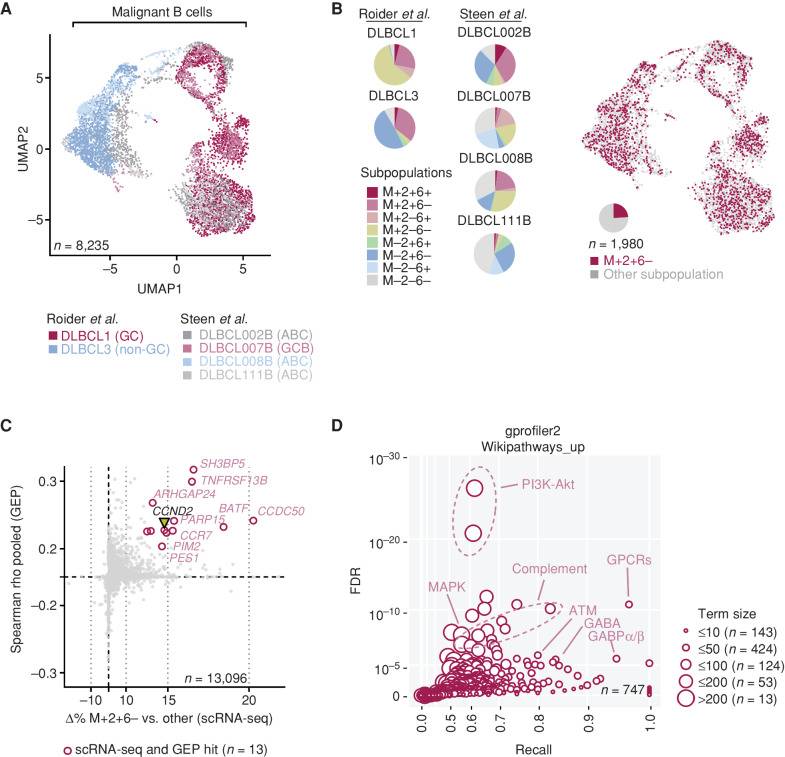 A
Malignant B cells
UMAP2
5
0
−5
n = 8,235
−5
0
5
UMAP1
Roider et al.
DLBCL1 (GC)
DLBCL3 (non-GC)
Steen et al.
DLBCL002B (ABC)
DLBCL007B (GCB)
DLBCL008B (ABC)
DLBCL111B (ABC)
B
Roider et al.
DLBCL1
DLBCL3
Steen et al.
DLBCL002B
DLBCL007B
DLBCL008B
DLBCL111B
Subpopulations
M+2+6+
M+2+6−
M+2−6+
M+2−6−
M−2+6+
M−2+6−
M−2−6+
M−2−6−
n = 1,980
M+2+6−
Other subpopulation
C
Spearman rho pooled (GEP)
0.3
0.2
−0.2
−0.3
SH3BP5
TNFRSF13B
ARHGAP24
CCND2
BATF
CCDC50
PARP15
CCR7
PIM2
PES1
n = 13,096
−10
10
15
20
Δ% M+2+6− vs. other (scRNA-seq)
scRNA-seq and GEP hit (n = 13)
D
gprofiler2
Wikipathways_up
FDR
10−30
10−20
10−10
10−5
0
PI3K-Akt
MAPK
Complement
GPCRs
ATM
GABA
GABPα/β
n = 747
0.0
0.5
0.6
0.7
0.8
0.9
1.0
Recall
Term size
≤10 (n = 143)
≤50 (n = 424)
≤100 (n = 124)
≤200 (n = 53)
>200 (n = 13)